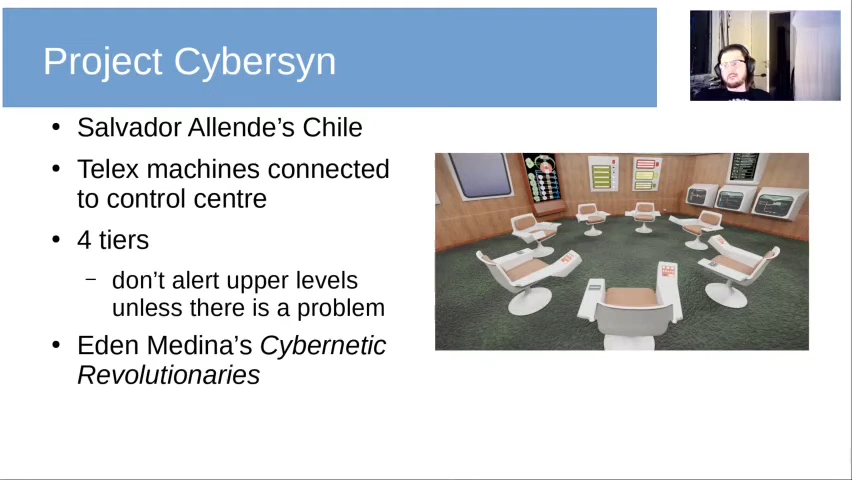 Project Cybersyn
• Salvador Allende's Chile
• Telex machines connected
to control centre
• 4 tiers
– don't alert upper levels
unless there is a problem
• Eden Medina's Cybernetic
Revolutionaries